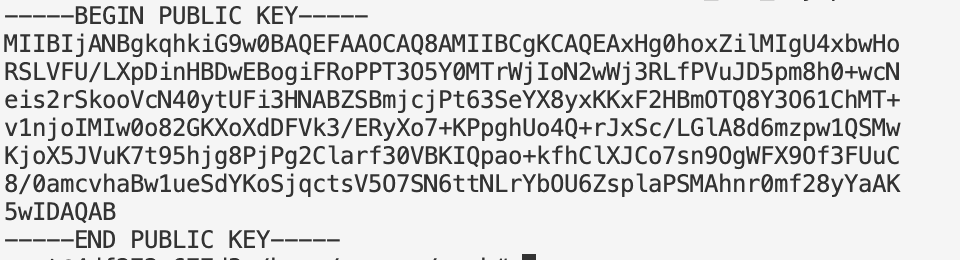 -----BEGIN PUBLIC KEY-----
MIIBIjANBgkqhkiG9w0BAQEFAAOCAQ8AMIIBCgKCAQEAxHg0hoxZilMIgU4xbwHo
RSLVFU/LXpDinHBDwEBogiFRoPPT3O5Y0MTrWjIoN2wWj3RLfPVuJD5pm8h0+wcN
eis2rSkooVcN40ytUFi3HNABZSBmjcjPt63SeYX8yxKKxF2HBmOTQ8Y3O61ChMT+
v1njoIMIw0o82GKXoXdDFVk3/ERyXo7+KPpghUo4Q+rJxSc/LGlA8d6mzpw1QSMw
KjoX5JVuK7t95hjg8PjPg2Clarf30VBKIQpao+kfhClXJCo7sn9OgWFX9Of3FUuC
8/0amcvhaBw1ueSdYKoSjqctsV5O7SN6ttNLrYbOU6ZsplaPSMAhnr0mf28yYaAK
5wIDAQAB
-----END PUBLIC KEY-----